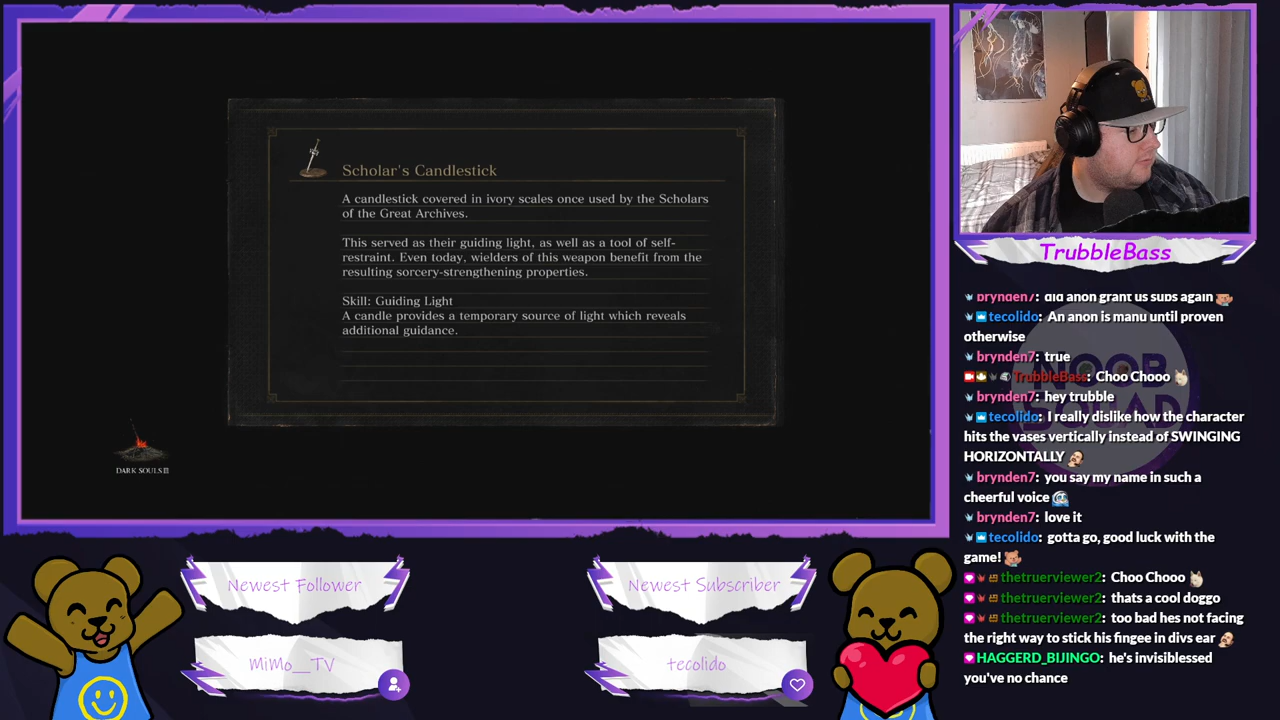 Scholar's Candlestick
A candlestick covered in ivory scales once used by the Scholars
of the Great Archives.
This served as their guiding light, as well as a tool of self-
restraint. Even today, wielders of this weapon benefit from the
resulting sorcery-strengthening properties.
Skill: Guiding Light
A candle provides a temporary source of light which reveals
additional guidance.
DARK SOULS III
Newest Follower
MiMo__TV
Newest Subscriber
tecolido
TrubbleBass
brynden7: did anon grant us subs again
tecolido: An anon is manu until proven
otherwise
brynden7: true
TrubbleBass: Choo Chooo
brynden7: hey trubble
tecolido: I really dislike how the character
hits the vases vertically instead of SWINGING
HORIZONTALLY
brynden7: you say my name in such a
cheerful voice
brynden7: love it
tecolido: gotta go, good luck with the
game!
thetruerviewer2: Choo Chooo
thetruerviewer2: thats a cool doggo
thetruerviewer2: too bad hes not facing
the right way to stick his fingee in divs ear
HAGGERD_BIJINGO: he's invisiblessed
you've no chance
NOOB
SQUAD